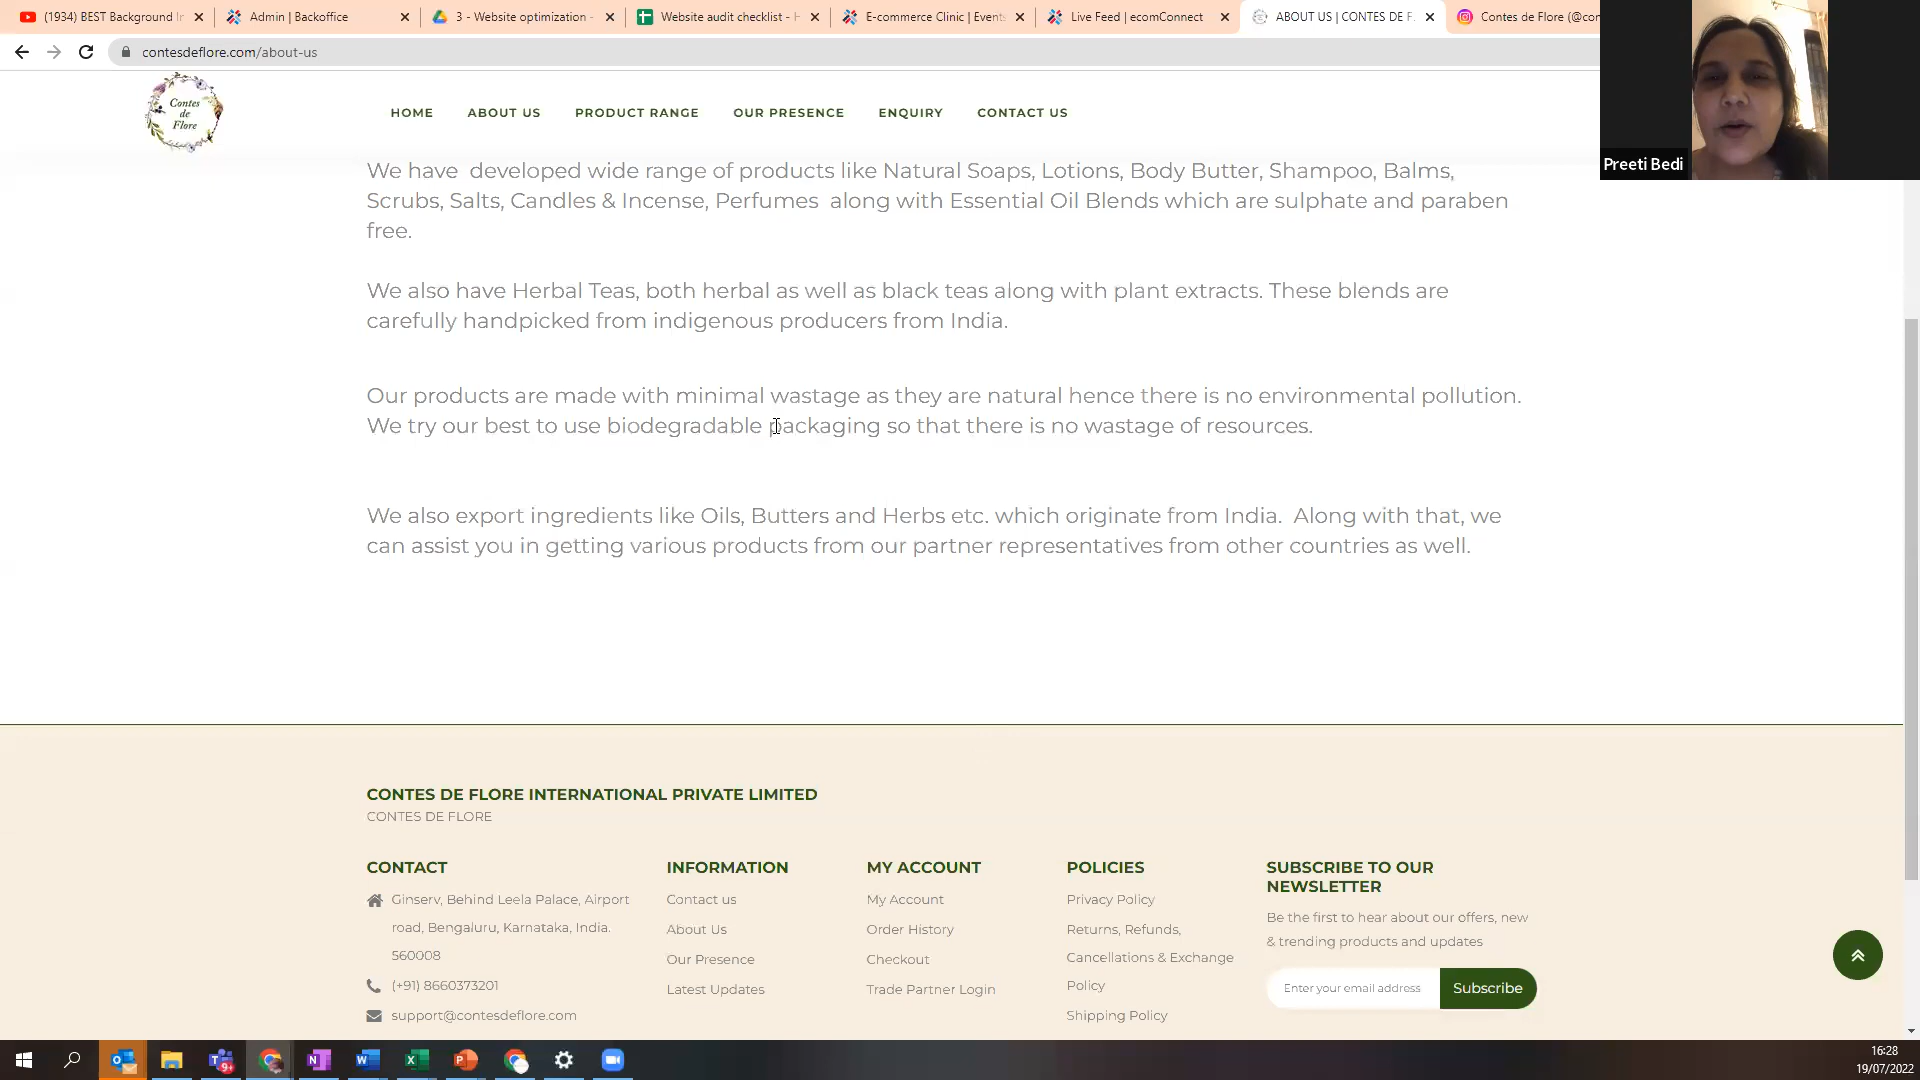 (1934) BEST Background In
Admin | Backoffice
3 - Website optimization -
Website audit checklist - H
E-commerce Clinic | Events
Live Feed | ecomConnect
ABOUT US | CONTES DE F
Contes de Flore (@con
contesdeflore.com/about-us
Contes
de
Flore
HOME ABOUT US PRODUCT RANGE OUR PRESENCE ENQUIRY CONTACT US
Preeti Bedi
We have developed wide range of products like Natural Soaps, Lotions, Body Butter, Shampoo, Balms,
Scrubs, Salts, Candles & Incense, Perfumes along with Essential Oil Blends which are sulphate and paraben
free.
We also have Herbal Teas, both herbal as well as black teas along with plant extracts. These blends are
carefully handpicked from indigenous producers from India.
Our products are made with minimal wastage as they are natural hence there is no environmental pollution.
We try our best to use biodegradable packaging so that there is no wastage of resources.
We also export ingredients like Oils, Butters and Herbs etc. which originate from India. Along with that, we
can assist you in getting various products from our partner representatives from other countries as well.
CONTES DE FLORE INTERNATIONAL PRIVATE LIMITED
CONTES DE FLORE
CONTACT
Ginserv, Behind Leela Palace, Airport
road, Bengaluru, Karnataka, India.
560008
(+91) 8660373201
support@contesdeflore.com
INFORMATION
Contact us
About Us
Our Presence
Latest Updates
MY ACCOUNT
My Account
Order History
Checkout
Trade Partner Login
POLICIES
Privacy Policy
Returns, Refunds,
Cancellations & Exchange
Policy
Shipping Policy
SUBSCRIBE TO OUR
NEWSLETTER
Be the first to hear about our offers, new
& trending products and updates
Enter your email address
Subscribe
16:28
19/07/2022